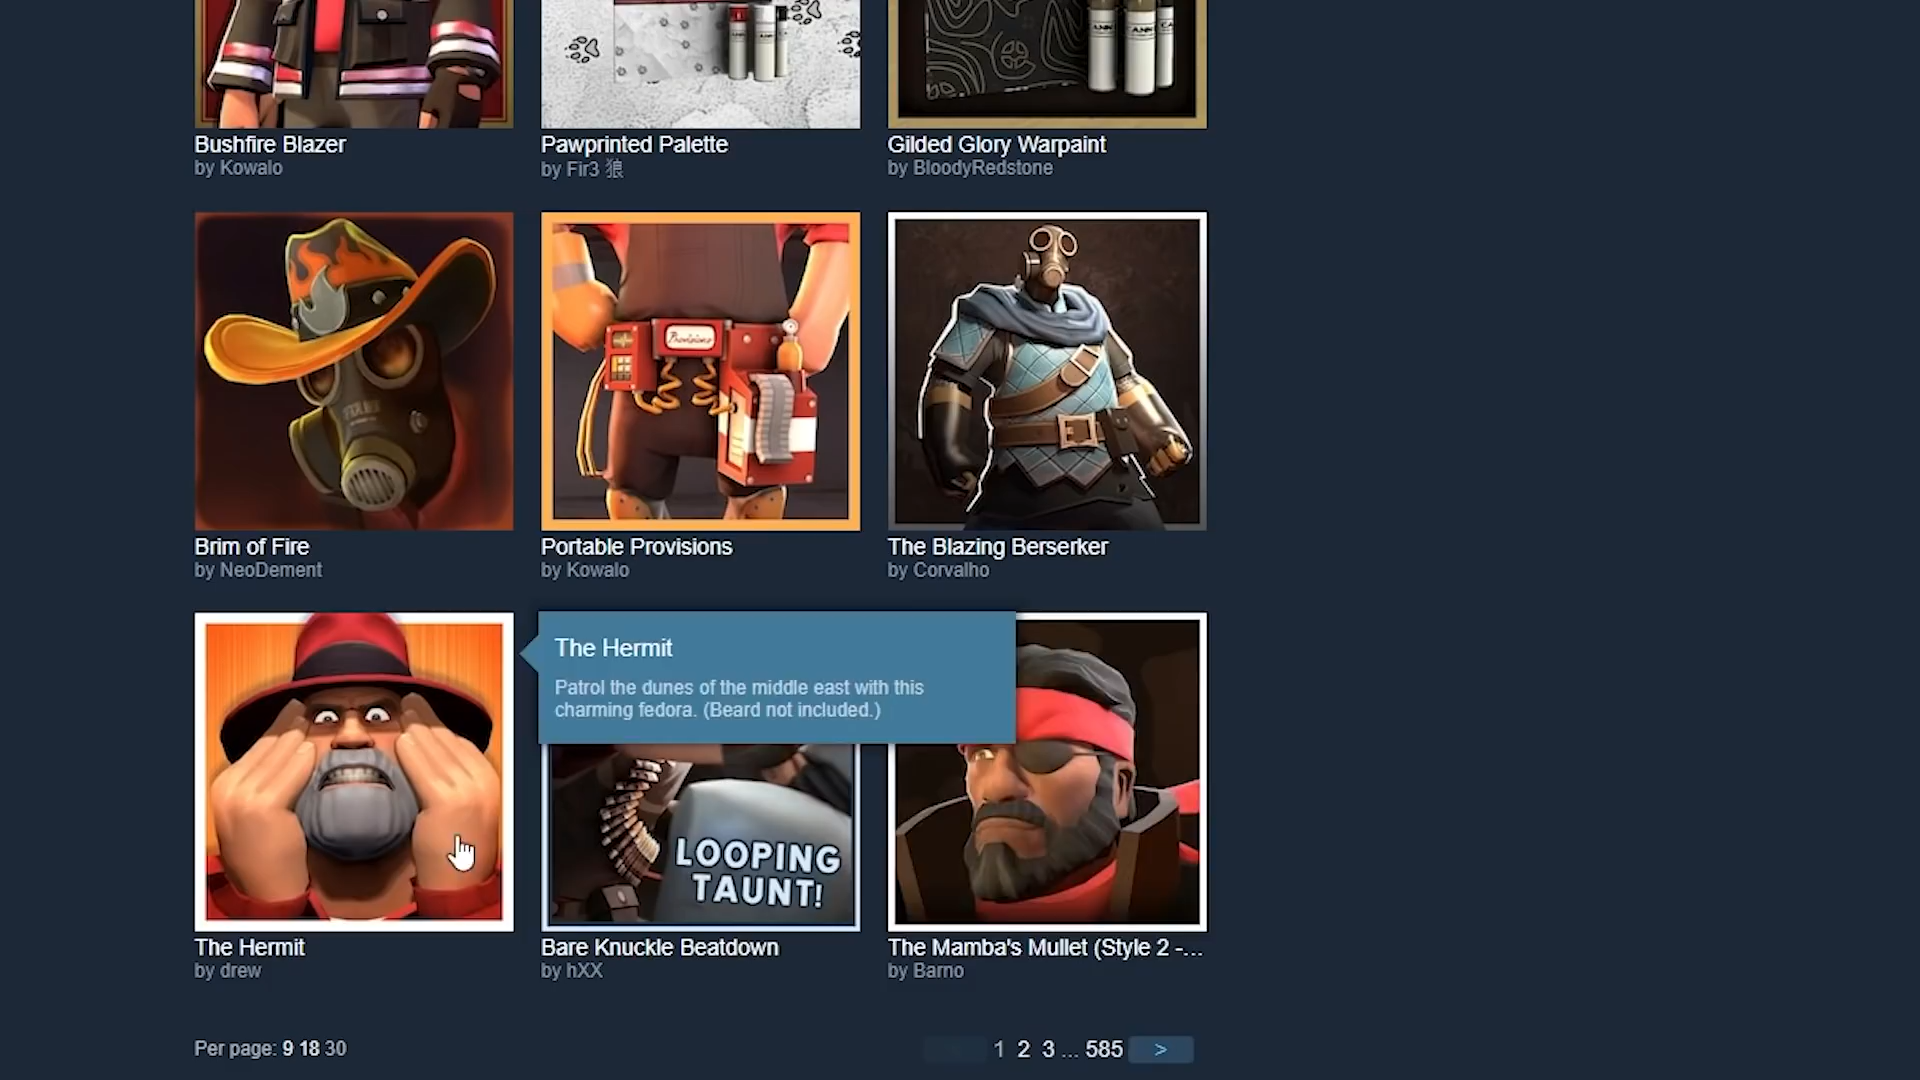 Bushfire Blazer
by Kowalo
Pawprinted Palette
by Fir3 狼
Gilded Glory Warpaint
by BloodyRedstone
Provisions
Brim of Fire
by NeoDement
Portable Provisions
by Kowalo
The Blazing Berserker
by Corvalho
The Hermit
Patrol the dunes of the middle east with this
charming fedora. (Beard not included.)
LOOPING
TAUNT!
The Hermit
by drew
Bare Knuckle Beatdown
by hXX
The Mamba's Mullet (Style 2 -...
by Barno
Per page: 9 18 30
1 2 3 ... 585 >